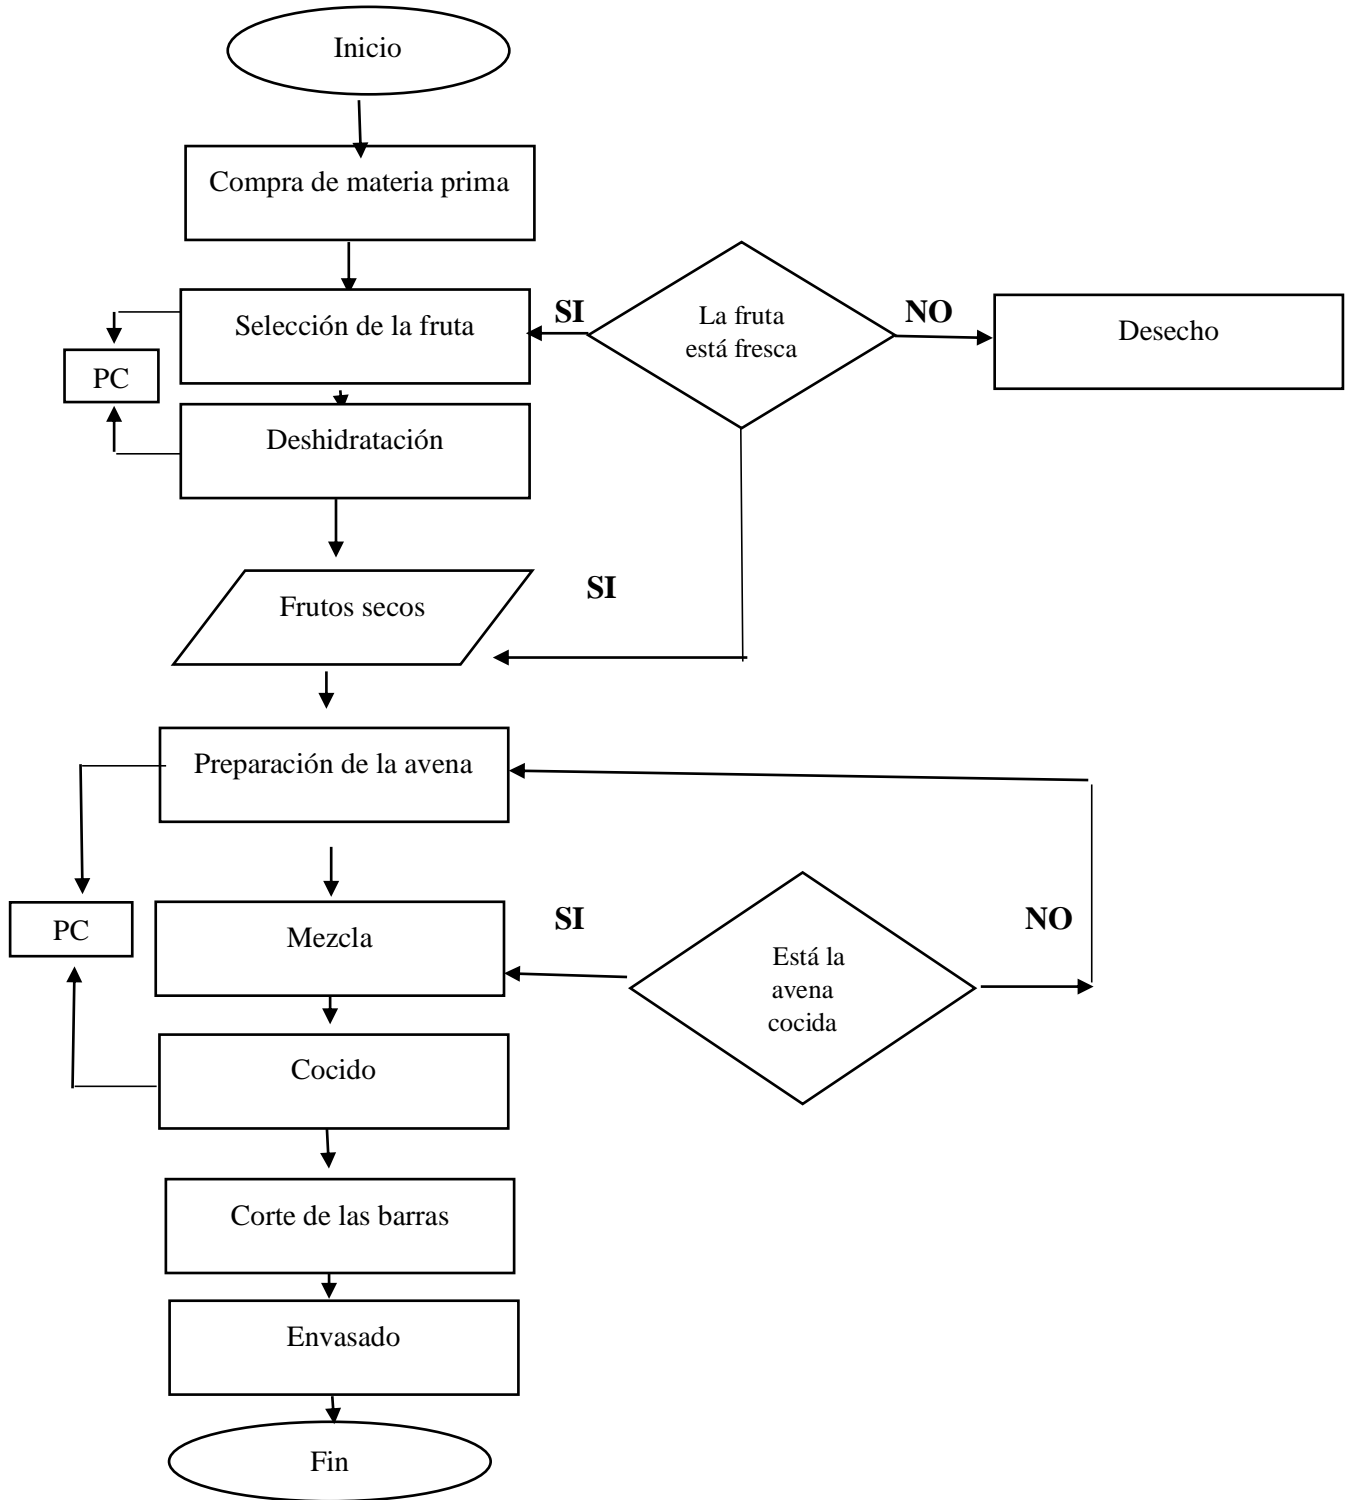 Inicio
Compra de materia prima
Selección de la fruta
SI
La fruta
está fresca
NO
Desecho
PC
Deshidratación
Frutos secos
SI
Preparación de la avena
PC
Mezcla
SI
Está la
avena
cocida
NO
Cocido
Corte de las barras
Envasado
Fin